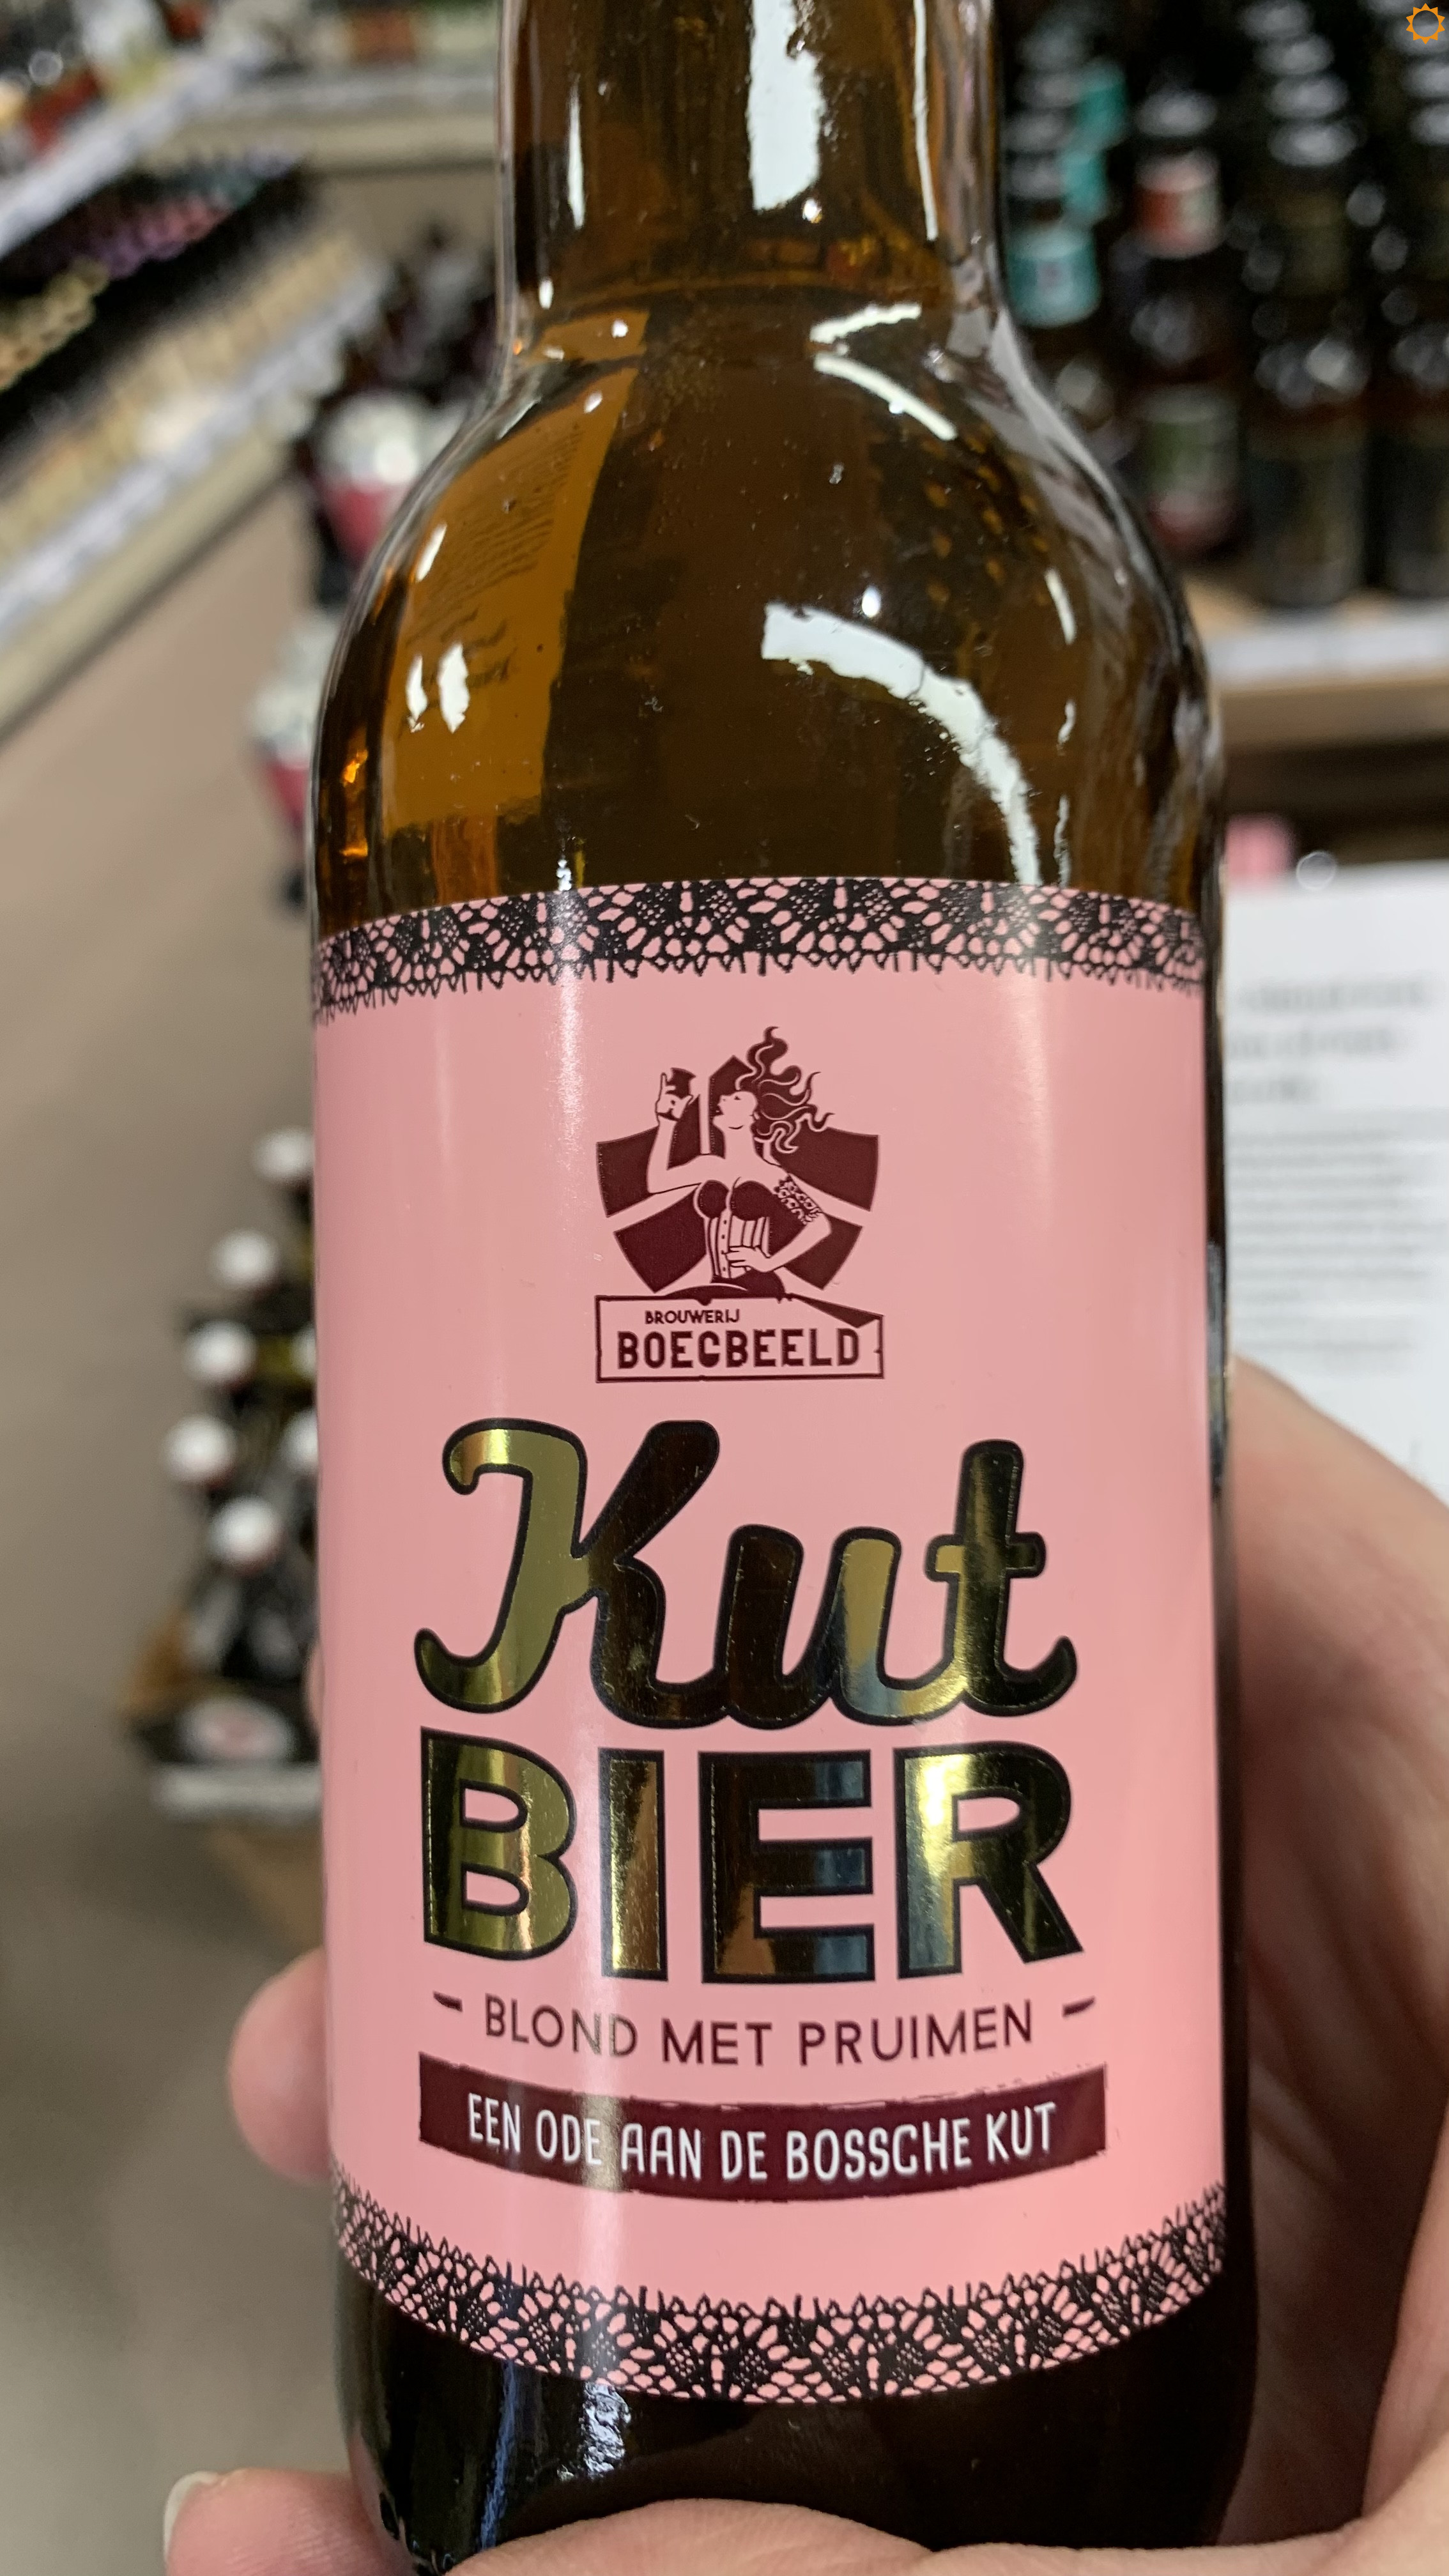 BROUWERIJ
BOEGBEELD
Kut
BIER
- BLOND MET PRUIMEN -
EEN ODE AAN DE BOSSCHE KUT